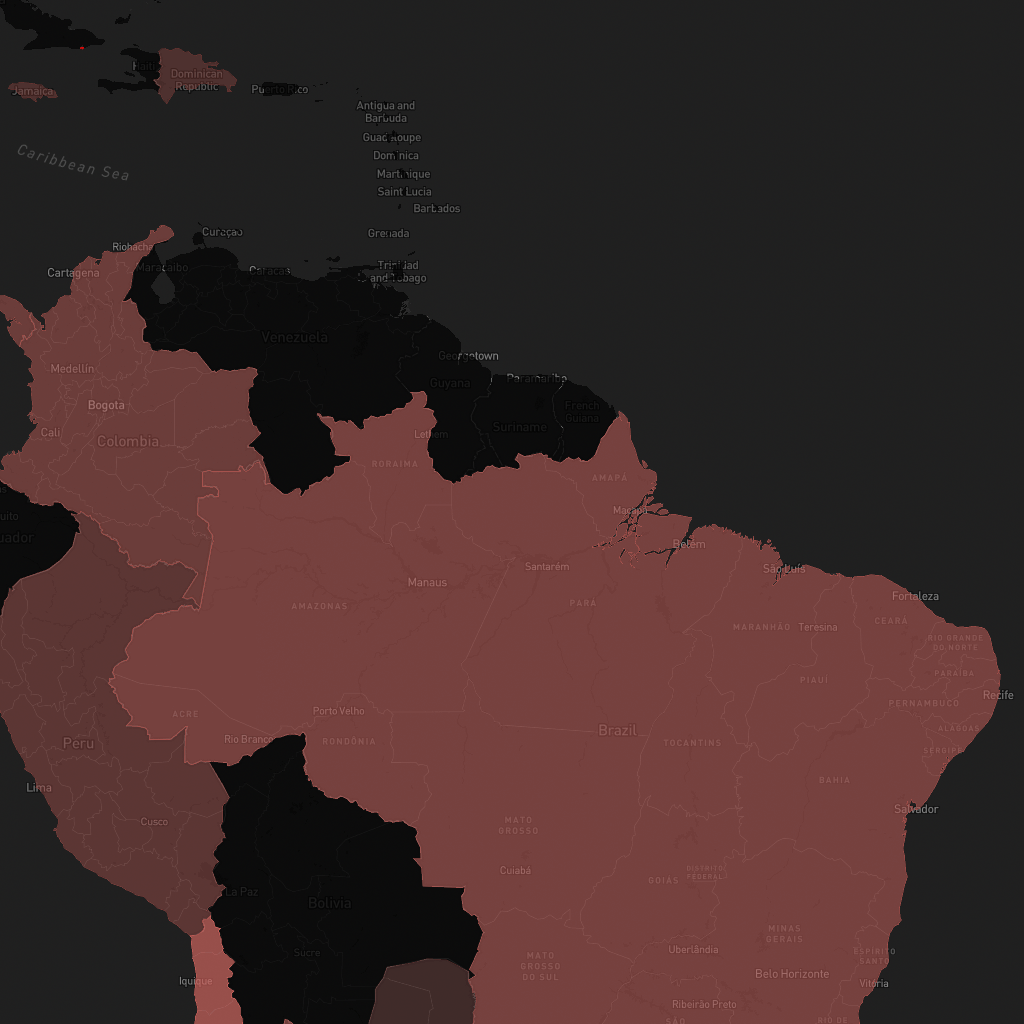 Haiti
Dominican
Republic
Jamaica
Puerto Rico
Antigua and
Barbuda
Guadeloupe
Dominica
Martinique
Saint Lucia
Barbados
Grenada
Caribbean Sea
Curaçao
Riohacha
Maracaibo
Caracas
Cartagena
Trinidad
and Tobago
Venezuela
Georgetown
Medellín
Guyana
Paramaribo
French
Guiana
Bogota
Suriname
Cali
Colombia
Lethem
RORAIMA
AMAPÁ
Macapá
uito
uador
Belém
Santarém
São Luís
Manaus
Fortaleza
AMAZONAS
PARÁ
CEARÁ
MARANHÃO
Teresina
RIO GRANDE
DO NORTE
PARAÍBA
PIAUÍ
Recife
PERNAMBUCO
ACRE
Porto Velho
ALAGOAS
Brazil
Rio Branco
RONDÔNIA
TOCANTINS
Peru
SERGIPE
BAHIA
Lima
Salvador
Cusco
MATO
GROSSO
Cuiabá
DISTRITO
FEDERAL
GOIÁS
La Paz
Bolivia
MINAS
GERAIS
Sucre
Uberlândia
ESPÍRITO
SANTO
MATO
GROSSO
DO SUL
Belo Horizonte
Iquique
Vitória
Ribeirão Preto
SÃO
RIO DE